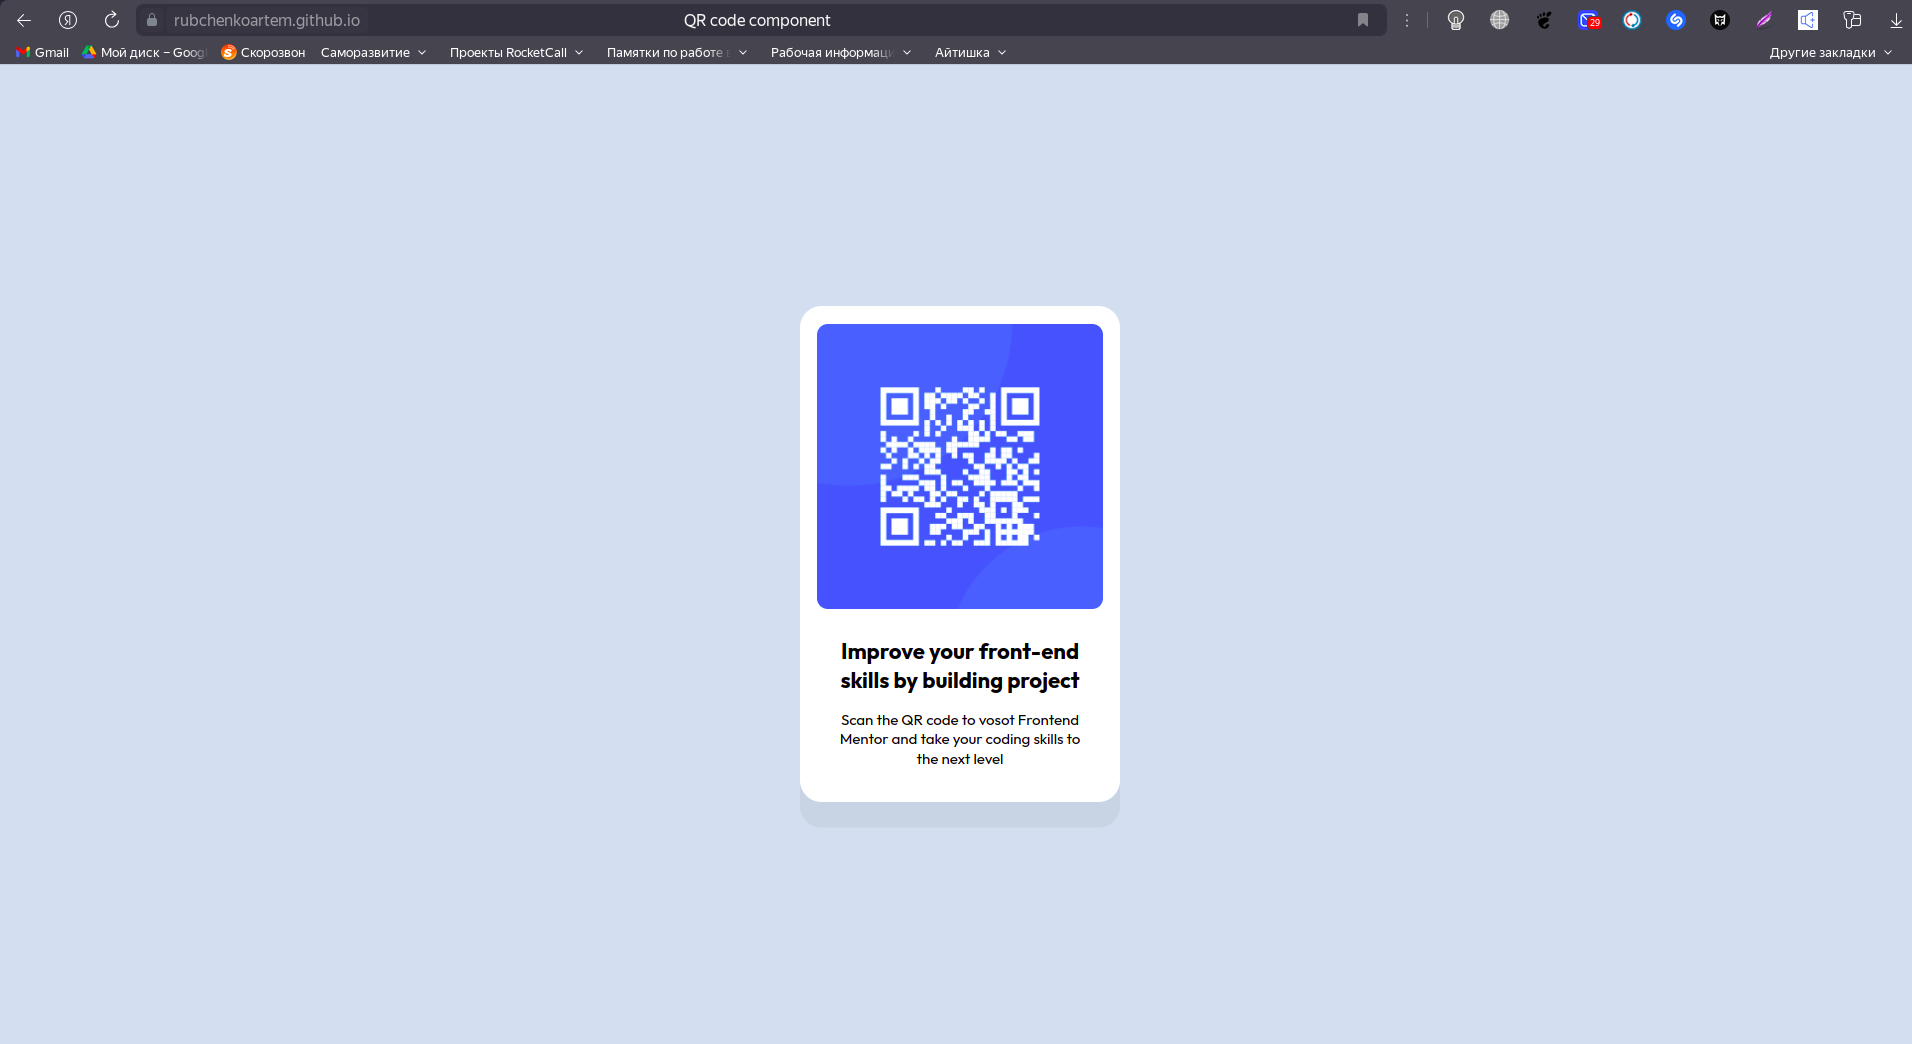 rubchenkoartem.github.io QR code component 29
Gmail Мой диск – Goog Скорозвон Саморазвитие Проекты RocketCall Памятки по работе Рабочая информаци Айтишка Другие закладки
Improve your front-end
skills by building project
Scan the QR code to vosot Frontend
Mentor and take your coding skills to
the next level